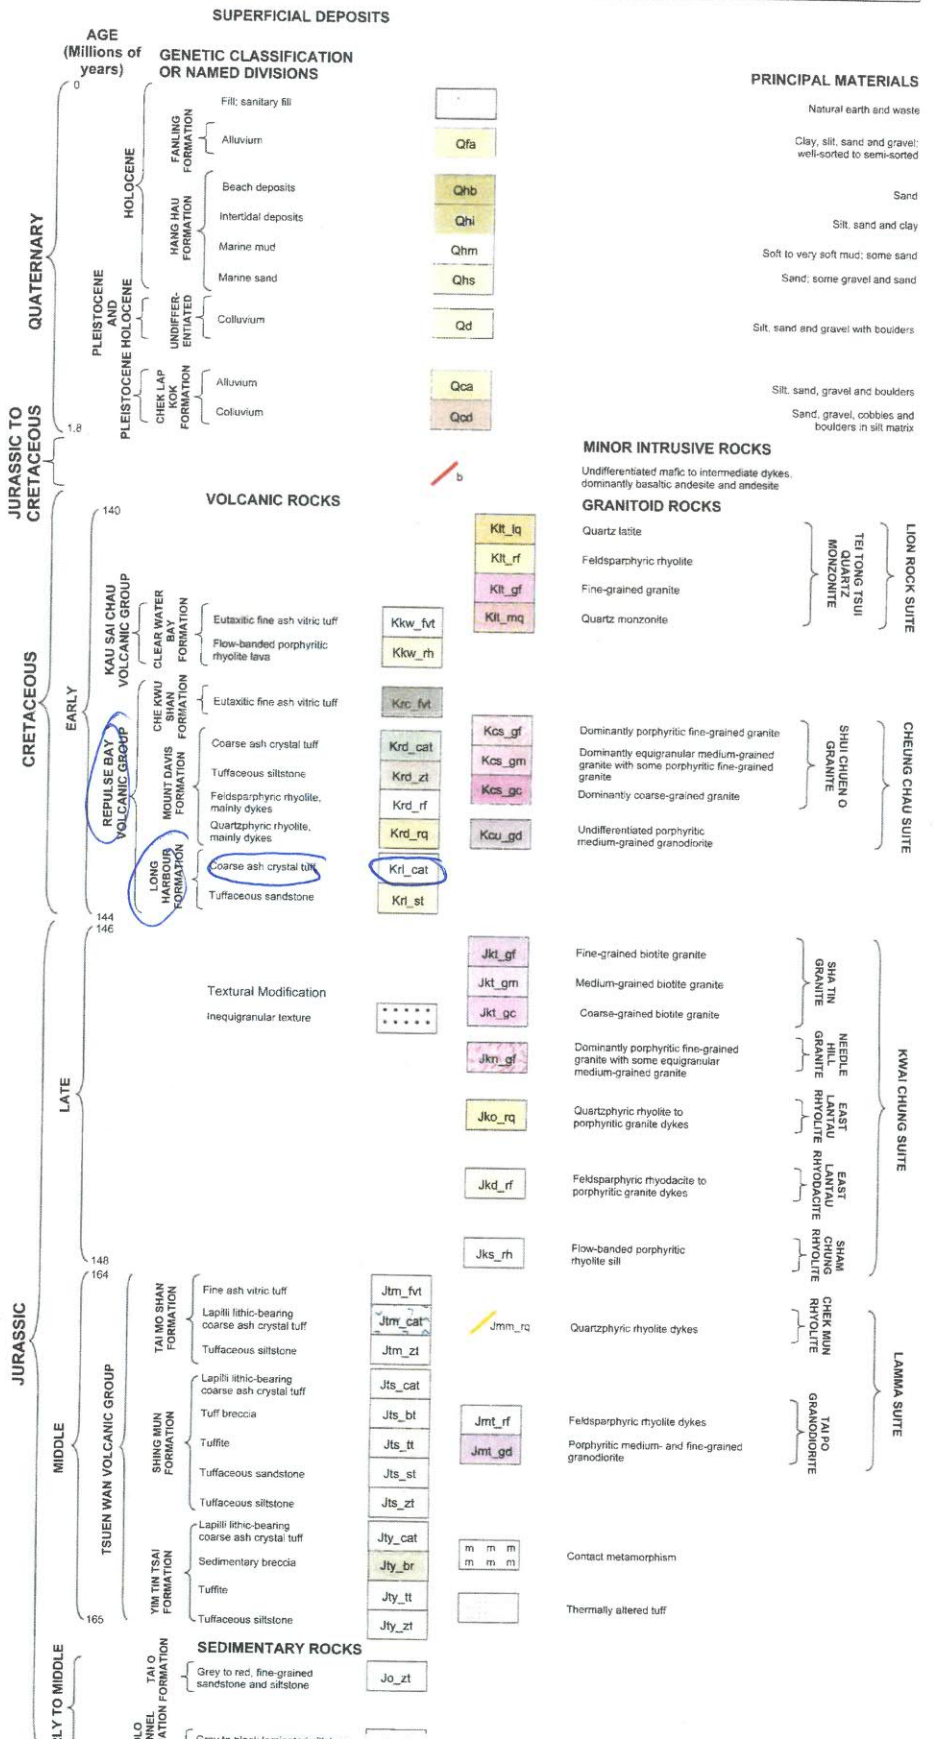 SUPERFICIAL DEPOSITS
AGE
(Millions of
years)
GENETIC CLASSIFICATION
OR NAMED DIVISIONS
PRINCIPAL MATERIALS
QUATERNARY
0
HOLOCENE
Fill; sanitary fill
Natural earth and waste
FANLING
FORMATION
Alluvium
Qfa
Clay, slit, sand and gravel;
well-sorted to semi-sorted
HANG HAU
FORMATION
Beach deposits
Qhb
Sand
Intertidal deposits
Qhi
Silt, sand and clay
Marine mud
Qhm
Soft to very soft mud; some sand
Marine sand
Qhs
Sand; some gravel and sand
PLEISTOCENE
AND
HOLOCENE
UNDIFFER-
ENTIATED
Colluvium
Qd
Silt, sand and gravel with boulders
PLEISTOCENE
CHEK LAP
KOK
FORMATION
Alluvium
Qca
Silt, sand, gravel and boulders
Colluvium
Qcd
Sand, gravel, cobbles and
boulders in silt matrix
1.8
JURASSIC TO
CRETACEOUS
MINOR INTRUSIVE ROCKS
b
Undifferentiated mafic to intermediate dykes,
dominantly basaltic andesite and andesite
VOLCANIC ROCKS
GRANITOID ROCKS
CRETACEOUS
EARLY
140
Klt_lq
Quartz latite
Klt_rf
Feldsparphyric rhyolite
Klt_gf
Fine-grained granite
Klt_mq
Quartz monzonite
TEI TONG TSUI
QUARTZ
MONZONITE
LION ROCK SUITE
KAU SAI CHAU
VOLCANIC GROUP
CLEAR WATER
BAY
FORMATION
Eutaxitic fine ash vitric tuff
Kkw_fvt
Flow-banded porphyritic
rhyolite lava
Kkw_rh
REPULSE BAY
VOLCANIC GROUP
CHE KWU
SHAN
FORMATION
Eutaxitic fine ash vitric tuff
Krc_fvt
MOUNT DAVIS
FORMATION
Coarse ash crystal tuff
Krd_cat
Tuffaceous siltstone
Krd_zt
Feldsparphyric rhyolite,
mainly dykes
Krd_rf
Quartzphyric rhyolite,
mainly dykes
Krd_rq
Kcs_gf
Dominantly porphyritic fine-grained granite
Kcs_gm
Dominantly equigranular medium-grained
granite with some porphyritic fine-grained
granite
Kcs_gc
Dominantly coarse-grained granite
SHUI CHUEN O
GRANITE
Kcu_gd
Undifferentiated porphyritic
medium-grained granodiorite
CHEUNG CHAU SUITE
LONG
HARBOUR
FORMATION
Coarse ash crystal tuff
Krl_cat
Tuffaceous sandstone
Krl_st
144
JURASSIC
LATE
146
Textural Modification
Inequigranular texture
Jkt_gf
Fine-grained biotite granite
Jkt_gm
Medium-grained biotite granite
Jkt_gc
Coarse-grained biotite granite
SHA TIN
GRANITE
Jkn_gf
Dominantly porphyritic fine-grained
granite with some equigranular
medium-grained granite
NEEDLE
HILL
GRANITE
Jko_rq
Quartzphyric rhyolite to
porphyritic granite dykes
EAST
LANTAU
RHYOLITE
Jkd_rf
Feldsparphyric rhyodacite to
porphyritic granite dykes
EAST
LANTAU
RHYODACITE
Jks_rh
Flow-banded porphyritic
rhyolite sill
SHAM
CHUNG
RHYOLITE
KWAI CHUNG SUITE
148
MIDDLE
164
TSUEN WAN VOLCANIC GROUP
TAI MO SHAN
FORMATION
Fine ash vitric tuff
Jtm_fvt
Lapilli lithic-bearing
coarse ash crystal tuff
Jtm_cat
Tuffaceous siltstone
Jtm_zt
Jmm_rq
Quartzphyric rhyolite dykes
CHEK MUN
RHYOLITE
SHING MUN
FORMATION
Lapilli lithic-bearing
coarse ash crystal tuff
Jts_cat
Tuff breccia
Jts_bt
Tuffite
Jts_tt
Tuffaceous sandstone
Jts_st
Tuffaceous siltstone
Jts_zt
Jmt_rf
Feldsparphyric rhyolite dykes
Jmt_gd
Porphyritic medium- and fine-grained
granodiorite
TAI PO
GRANODIORITE
LAMMA SUITE
YIM TIN TSAI
FORMATION
Lapilli lithic-bearing
coarse ash crystal tuff
Jty_cat
Sedimentary breccia
Jty_br
Tuffite
Jty_tt
Tuffaceous siltstone
Jty_zt
m m m
m m m
Contact metamorphism
Thermally altered tuff
165
SEDIMENTARY ROCKS
RLY TO MIDDLE
TAI O
FORMATION
Grey to red, fine-grained
sandstone and siltstone
Jo_zt